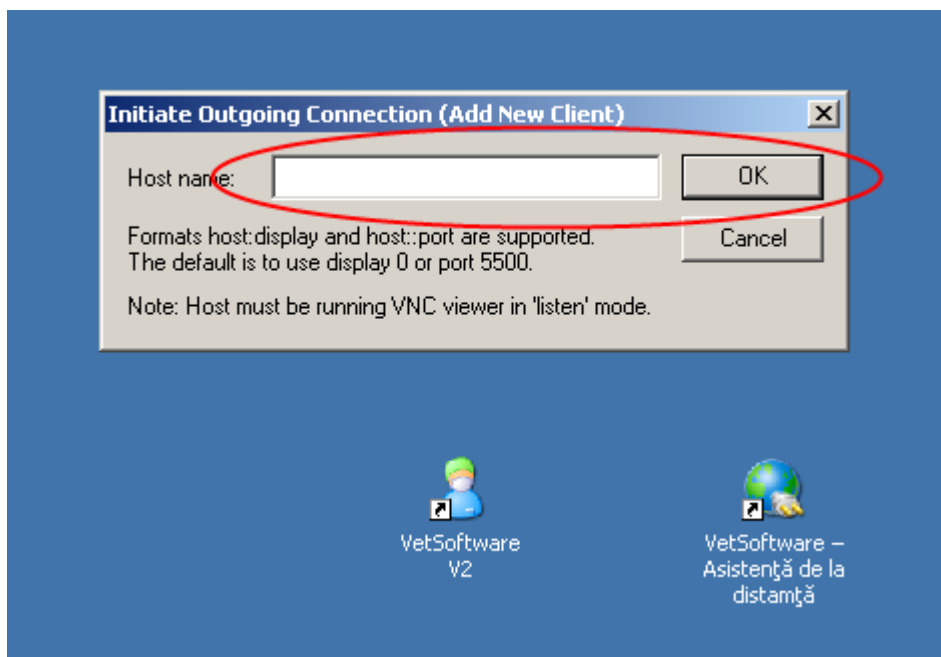 Initiate Outgoing Connection (Add New Client)
Host name:
OK
Formats host:display and host::port are supported.
The default is to use display 0 or port 5500.
Cancel
Note: Host must be running VNC viewer in 'listen' mode.
VetSoftware
V2
VetSoftware –
Asistenţă de la
distamţă